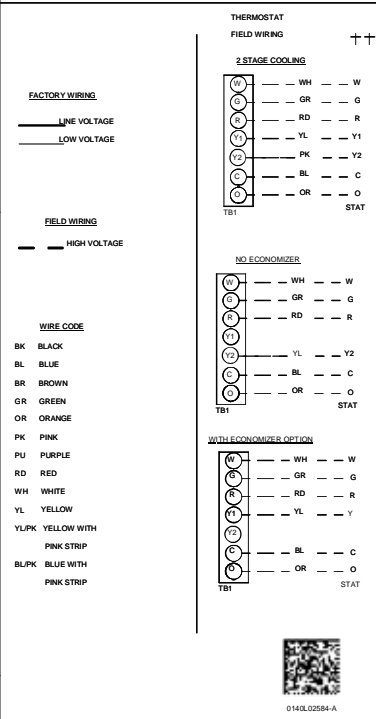 THERMOSTAT
FIELD WIRING ††
2 STAGE COOLING
W WH W
G GR G
R RD R
Y1 YL Y1
Y2 PK Y2
C BL C
O OR O
TB1 STAT
FACTORY WIRING
LINE VOLTAGE
LOW VOLTAGE
FIELD WIRING
HIGH VOLTAGE
NO ECONOMIZER
W WH W
G GR G
R RD R
Y1
Y2 YL Y2
C BL C
O OR O
TB1 STAT
WIRE CODE
BK BLACK
BL BLUE
BR BROWN
GR GREEN
OR ORANGE
PK PINK
PU PURPLE
RD RED
WH WHITE
YL YELLOW
YL/PK YELLOW WITH
PINK STRIP
BL/PK BLUE WITH
PINK STRIP
WITH ECONOMIZER OPTION
W WH W
G GR G
R RD R
Y1 YL Y
Y2
C BL C
O OR O
TB1 STAT
0140L02584-A